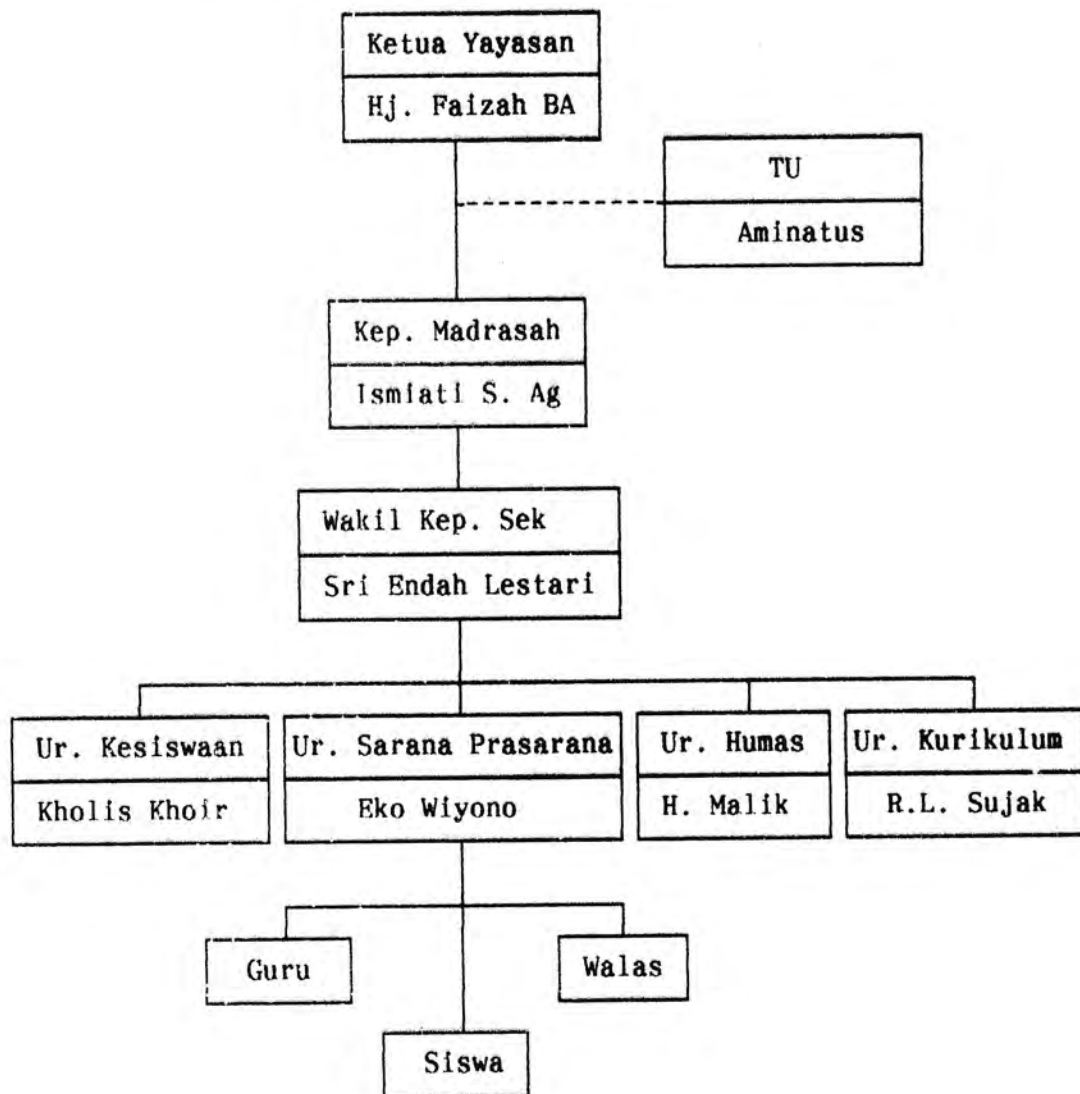 Ketua Yayasan
Hj. Faizah BA
TU
Aminatus
Kep. Madrasah
Ismiati S. Ag
Wakil Kep. Sek
Sri Endah Lestari
Ur. Kesiswaan
Kholis Khoir
Ur. Sarana Prasarana
Eko Wiyono
Ur. Humas
H. Malik
Ur. Kurikulum
R.L. Sujak
Guru
Walas
Siswa